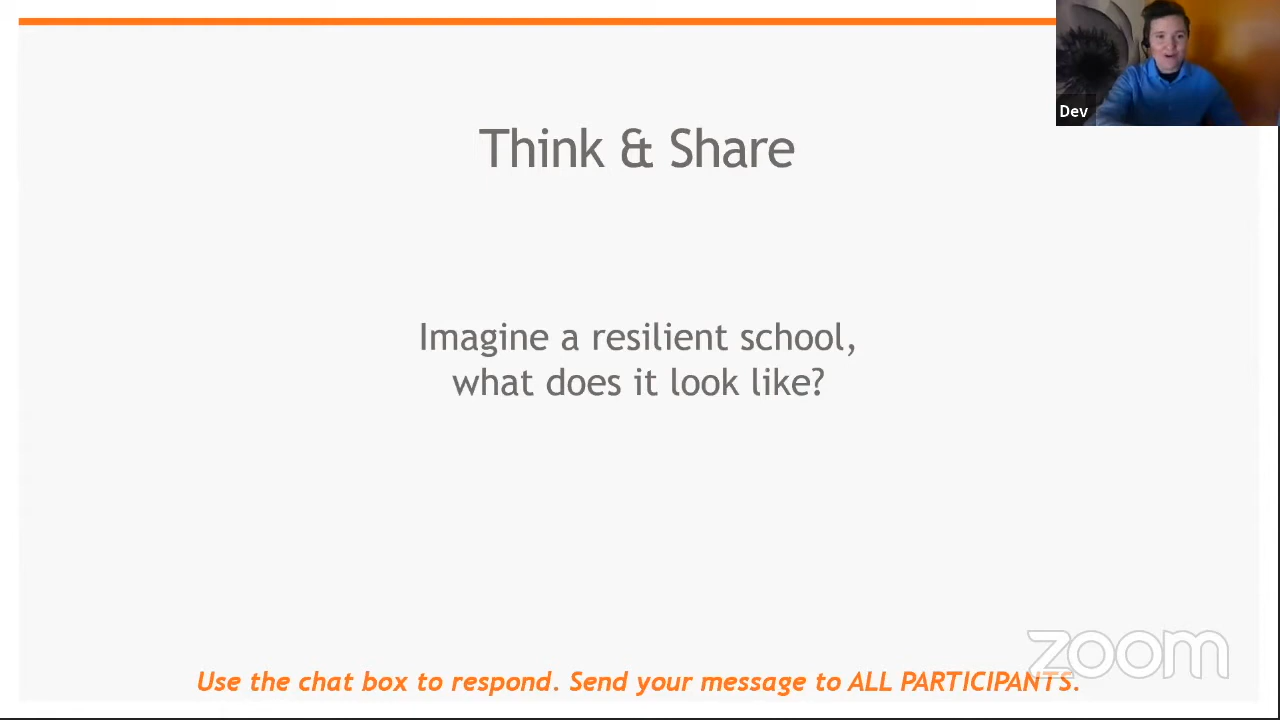 Dev
Think & Share
Imagine a resilient school,
what does it look like?
zoom
Use the chat box to respond. Send your message to ALL PARTICIPANTS.